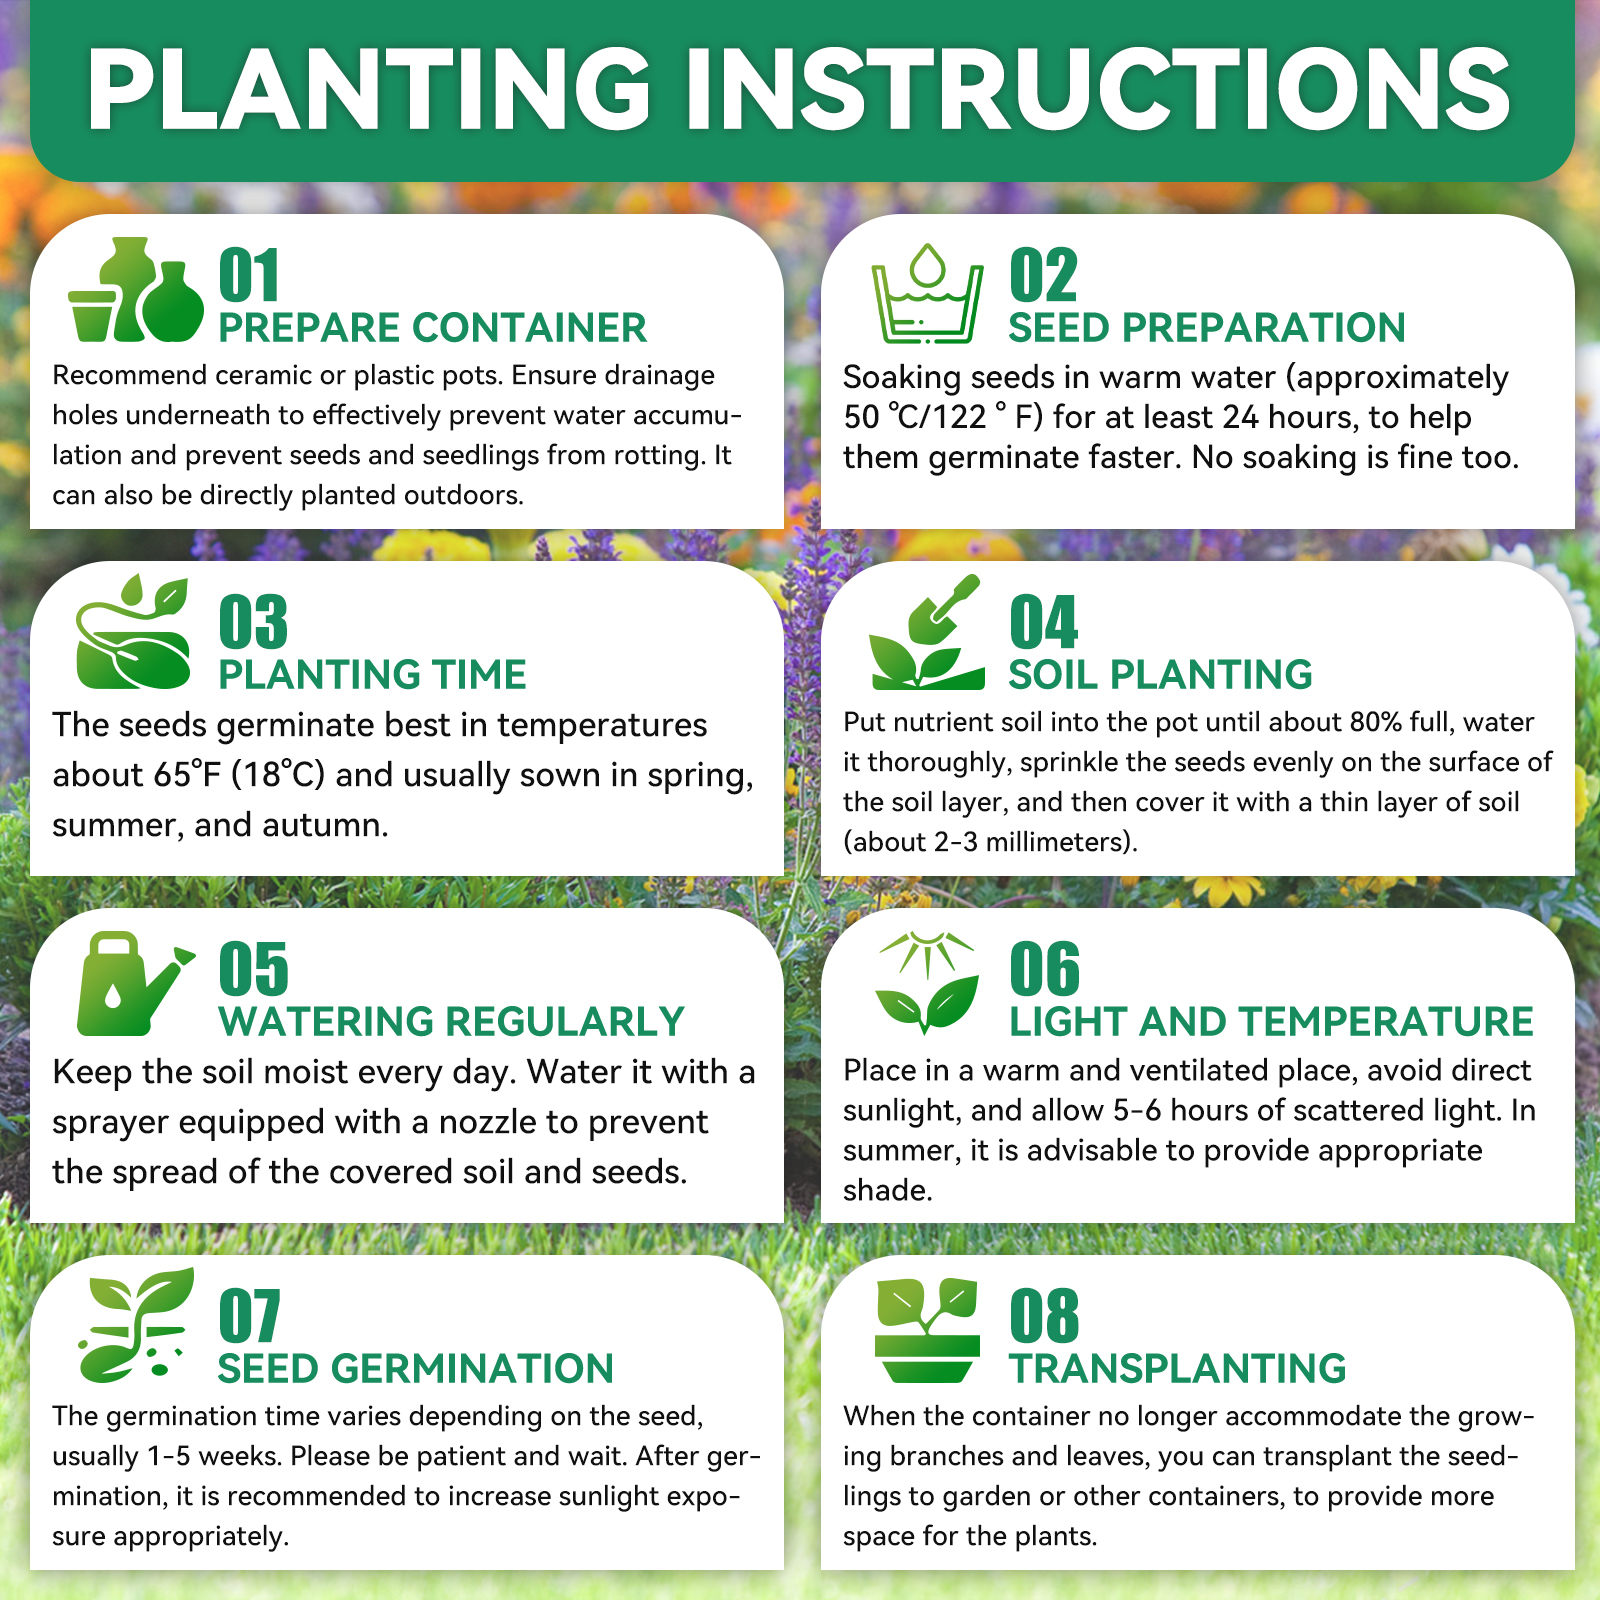 PLANTING INSTRUCTIONS
01
PREPARE CONTAINER
Recommend ceramic or plastic pots. Ensure drainage
holes underneath to effectively prevent water accumu-
lation and prevent seeds and seedlings from rotting. It
can also be directly planted outdoors.
02
SEED PREPARATION
Soaking seeds in warm water (approximately
50 ℃/122 ° F) for at least 24 hours, to help
them germinate faster. No soaking is fine too.
03
PLANTING TIME
The seeds germinate best in temperatures
about 65°F (18°C) and usually sown in spring,
summer, and autumn.
04
SOIL PLANTING
Put nutrient soil into the pot until about 80% full, water
it thoroughly, sprinkle the seeds evenly on the surface of
the soil layer, and then cover it with a thin layer of soil
(about 2-3 millimeters).
05
WATERING REGULARLY
Keep the soil moist every day. Water it with a
sprayer equipped with a nozzle to prevent
the spread of the covered soil and seeds.
06
LIGHT AND TEMPERATURE
Place in a warm and ventilated place, avoid direct
sunlight, and allow 5-6 hours of scattered light. In
summer, it is advisable to provide appropriate
shade.
07
SEED GERMINATION
The germination time varies depending on the seed,
usually 1-5 weeks. Please be patient and wait. After ger-
mination, it is recommended to increase sunlight expo-
sure appropriately.
08
TRANSPLANTING
When the container no longer accommodate the grow-
ing branches and leaves, you can transplant the seed-
lings to garden or other containers, to provide more
space for the plants.